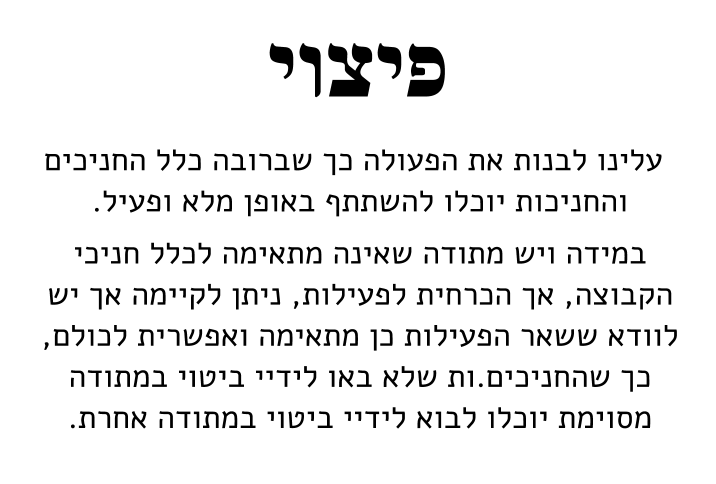 פיצוי
עלינו לבנות את הפעולה כך שברובה כלל החניכים
והחניכות יוכלו להשתתף באופן מלא ופעיל.
במידה ויש מתודה שאינה מתאימה לכלל חניכי
הקבוצה, אך הכרחית לפעילות, ניתן לקיימה אך יש
לוודא ששאר הפעילות כן מתאימה ואפשרית לכולם,
כך שהחניכים.ות שלא באו לידיי ביטוי במתודה
מסוימת יוכלו לבוא לידיי ביטוי במתודה אחרת.